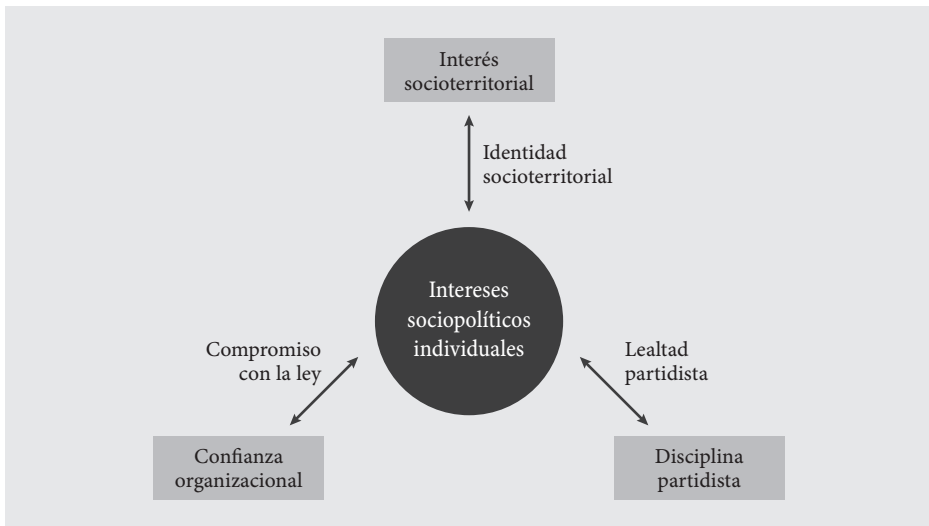 Interés
socioterritorial
Identidad
socioterritorial
Intereses
sociopolíticos
individuales
Compromiso
con la ley
Lealtad
partidista
Confianza
organizacional
Disciplina
partidista